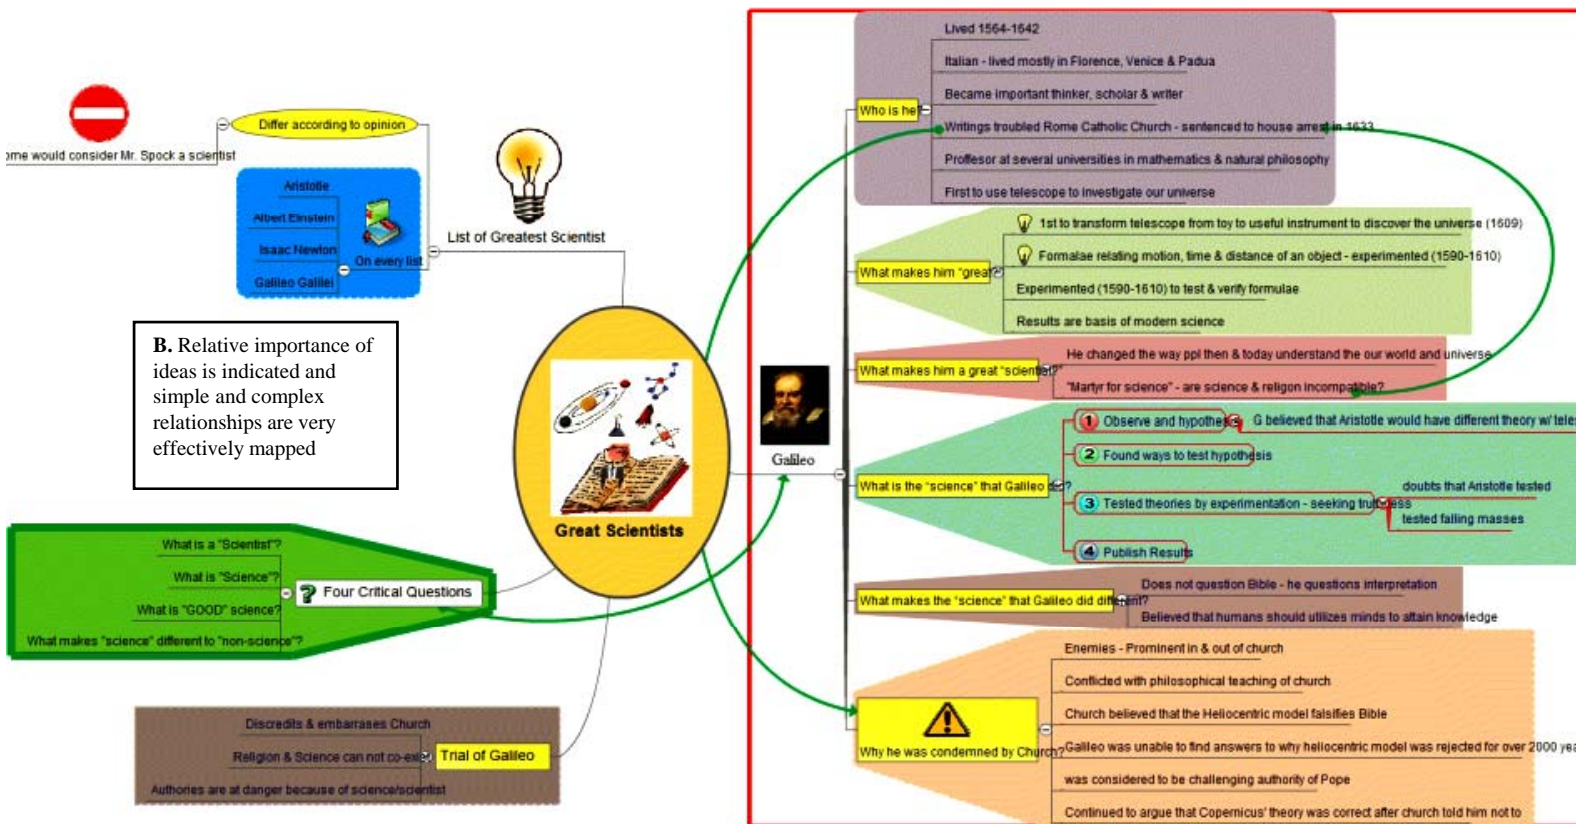 Differ according to opinion
ome would consider Mr. Spock a scientist
List of Greatest Scientist
On every list
Aristotle
Albert Einstein
Isaac Newton
Galileo Galilei
B. Relative importance of
ideas is indicated and
simple and complex
relationships are very
effectively mapped
Great Scientists
Four Critical Questions
What is a "Scientist"?
What is "Science"?
What is "GOOD" science?
What makes "science" different to "non-science"?
Trial of Galileo
Discredits & embarrases Church
Religion & Science can not co-exis
Authories are at danger because of science/scientist
Galileo
Who is he?
Lived 1564-1642
Italian - lived mostly in Florence, Venice & Padua
Became important thinker, scholar & writer
Writings troubled Rome Catholic Church - sentenced to house arrest in 1633
Proffesor at several universities in mathematics & natural philosophy
First to use telescope to investigate our universe
What makes him "great"?
1st to transform telescope from toy to useful instrument to discover the universe (1609)
Formalae relating motion, time & distance of an object - experimented (1590-1610)
Experimented (1590-1610) to test & verify formulae
Results are basis of modern science
What makes him a great "scientist?"
He changed the way ppl then & today understand the our world and universe
"Martyr for science" - are science & religon incompatible?
What is the "science" that Galileo did?
1 Observe and hypothesis
G believed that Aristotle would have different theory w/ teles
2 Found ways to test hypothesis
3 Tested theories by experimentation - seeking truthness
doubts that Aristotle tested
tested falling masses
4 Publish Results
What makes the "science" that Galileo did different?
Does not question Bible - he questions interpretation
Believed that humans should utilizes minds to attain knowledge
Why he was condemned by Church?
Enemies - Prominent in & out of church
Conflicted with philosophical teaching of church
Church believed that the Heliocentric model falsifies Bible
Galileo was unable to find answers to why heliocentric model was rejected for over 2000 yea
was considered to be challenging authority of Pope
Continued to argue that Copernicus' theory was correct after church told him not to